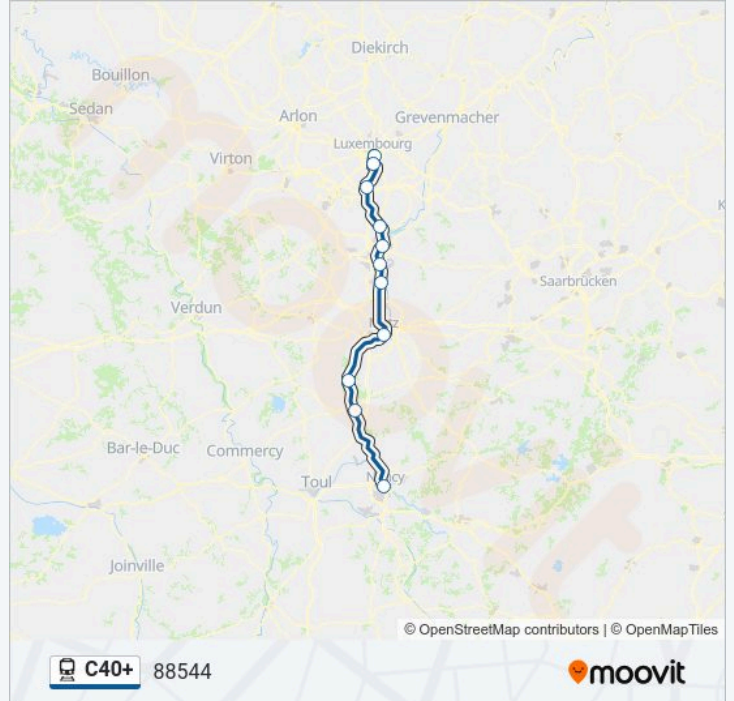 Diekirch
Bouillon
Sedan
Arlon
Grevenmacher
Luxembourg
Virton
Saarbrücken
Verdun
Bar-le-Duc
Commercy
Toul
Joinville
© OpenStreetMap contributors | © OpenMapTiles
C40+ 88544 moovit